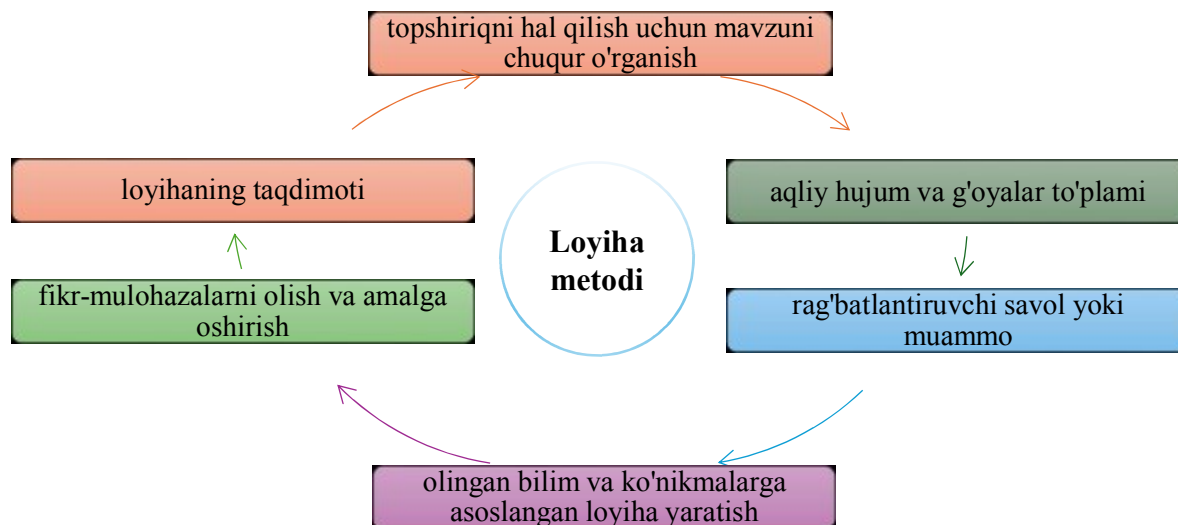 topshiriqni hal qilish uchun mavzuni
chuqur o'rganish
aqliy hujum va g'oyalar to'plami
rag'batlantiruvchi savol yoki
muammo
olingan bilim va ko'nikmalarga
asoslangan loyiha yaratish
fikr-mulohazalarni olish va amalga
oshirish
loyihaning taqdimoti
Loyiha
metodi